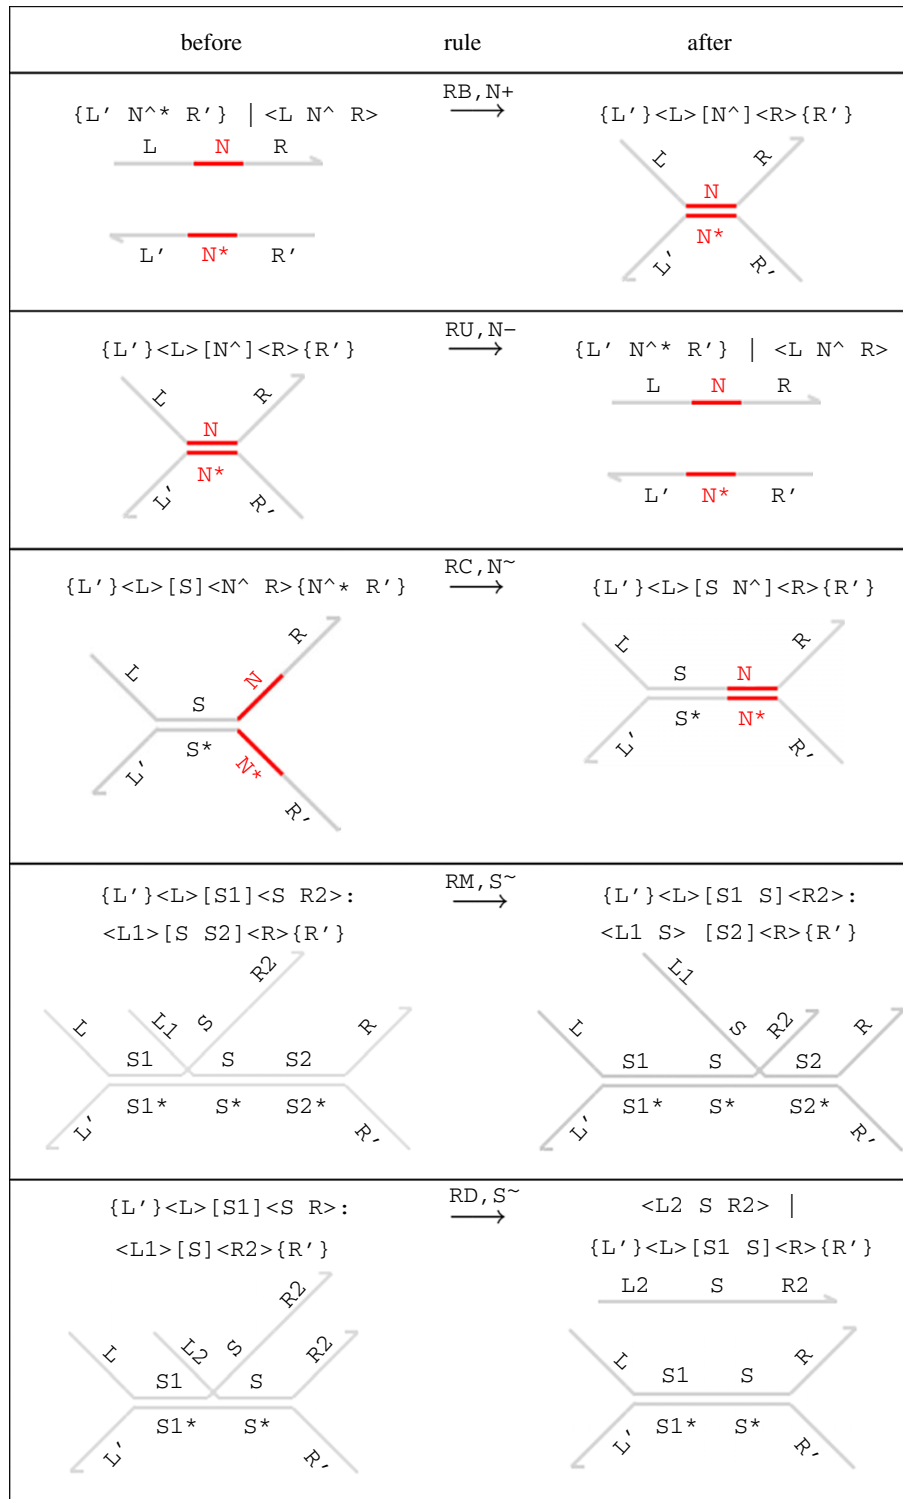 before rule after
RB,N+
{L' N^* R'} | <L N^ R> {L'}<L>[N^]<R>{R'}
L N R
L' N* R'
L R
N
N*
L' R'
RU,N-
{L'}<L>[N^]<R>{R'} {L' N^* R'} | <L N^ R>
L R
N
N*
L' R'
L N R
L' N* R'
RC,N~
{L'}<L>[S]<N^ R>{N^* R'} {L'}<L>[S N^]<R>{R'}
L N R
S
S*
L' N* R'
L R
S N
S* N*
L' R'
RM,S~
{L'}<L>[S1]<S R2>: {L'}<L>[S1 S]<R2>:
<L1>[S S2]<R>{R'} <L1 S> [S2]<R>{R'}
R2
L L1 S R
S1 S S2
S1* S* S2*
L' R'
L1
L S R2 R
S1 S S2
S1* S* S2*
L' R'
RD,S~
{L'}<L>[S1]<S R>: <L2 S R2> |
<L1>[S]<R2>{R'} {L'}<L>[S1 S]<R>{R'}
R2
L L2 S R2
S1 S
S1* S*
L' R'
L2 S R2
L R
S1 S
S1* S*
L' R'